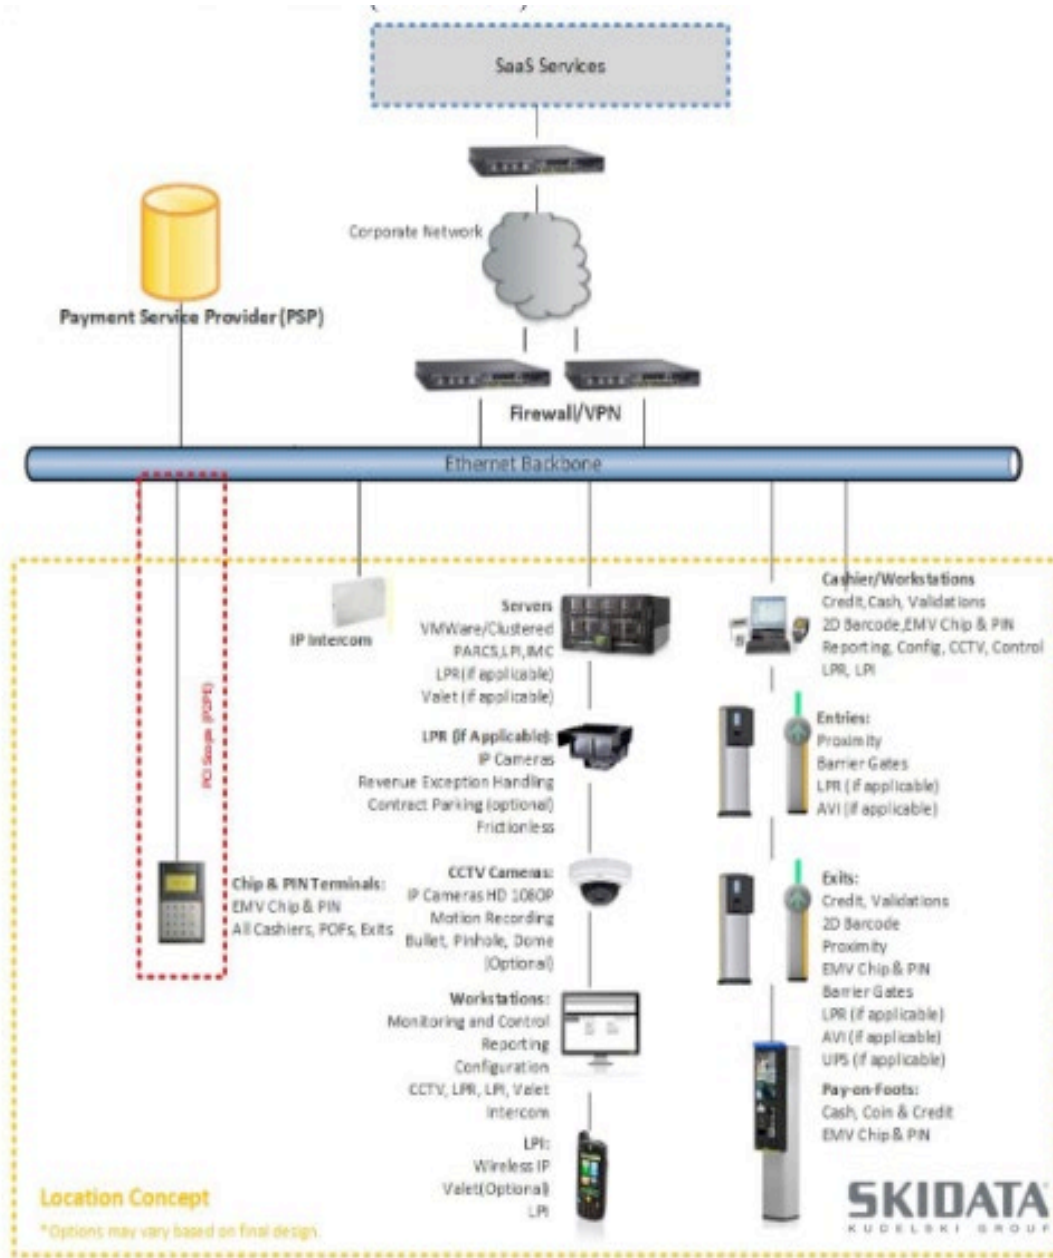 SaaS Services
Corporate Network
Payment Service Provider (PSP)
Firewall/VPN
Ethernet Backbone
PCI Scope (P2PE)
IP Intercom
Servers
VMWare/Clustered
PARCS,LPI,IMC
LPR(if applicable)
Valet (if applicable)
LPR (if Applicable):
IP Cameras
Revenue Exception Handling
Contract Parking (optional)
Frictionless
Chip & PIN Terminals:
EMV Chip & PIN
All Cashiers, POFs, Exits
CCTV Cameras:
IP Cameras HD 1080P
Motion Recording
Bullet, Pinhole, Dome
(Optional)
Workstations:
Monitoring and Control
Reporting
Configuration
CCTV, LPR, LPI, Valet
Intercom
LPI:
Wireless IP
Valet(Optional)
LPI
Cashier/Workstations
Credit, Cash, Validations
2D Barcode,EMV Chip & PIN
Reporting, Config, CCTV, Control
LPR, LPI
Entries:
Proximity
Barrier Gates
LPR (if applicable)
AVI (if applicable)
Exits:
Credit, Validations
2D Barcode
Proximity
EMV Chip & PIN
Barrier Gates
LPR (if applicable)
AVI (if applicable)
UPS (if applicable)
Pay-on-Foots:
Cash, Coin & Credit
EMV Chip & PIN
Location Concept
*Options may vary based on final design.
SKIDATA
KUDELSKI GROUP